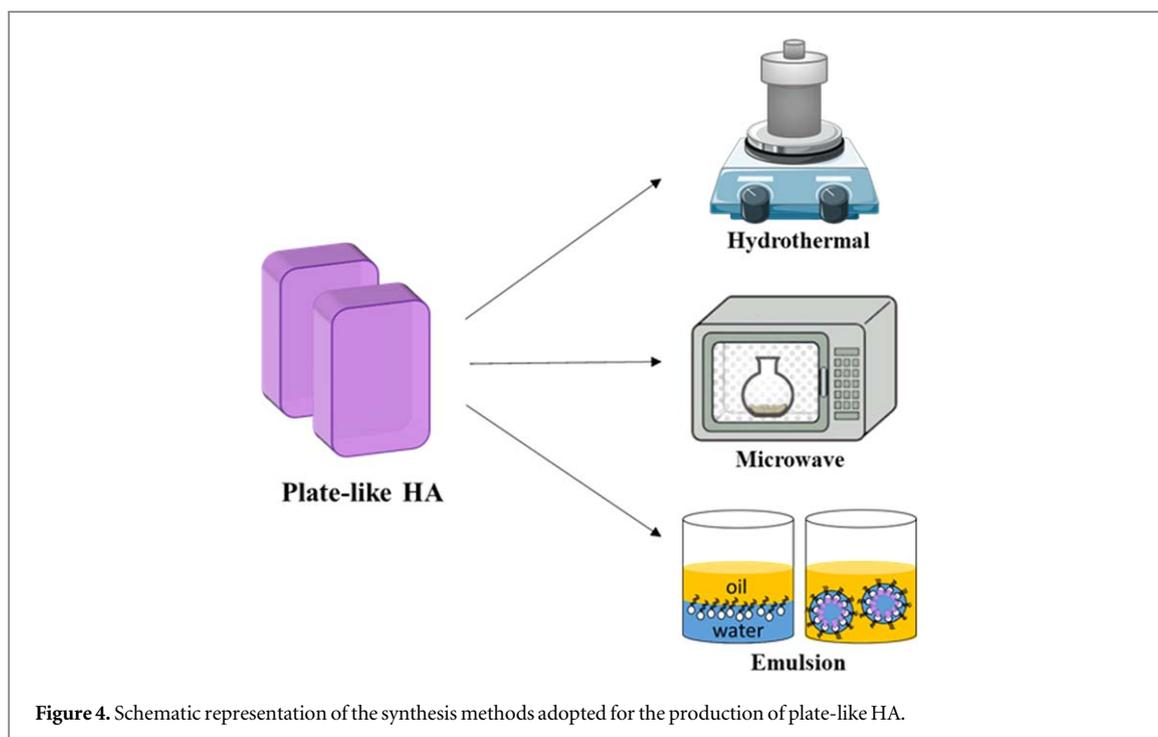 Hydrothermal
Microwave
Plate-like HA
oil
water
Emulsion
Figure 4. Schematic representation of the synthesis methods adopted for the production of plate-like HA.